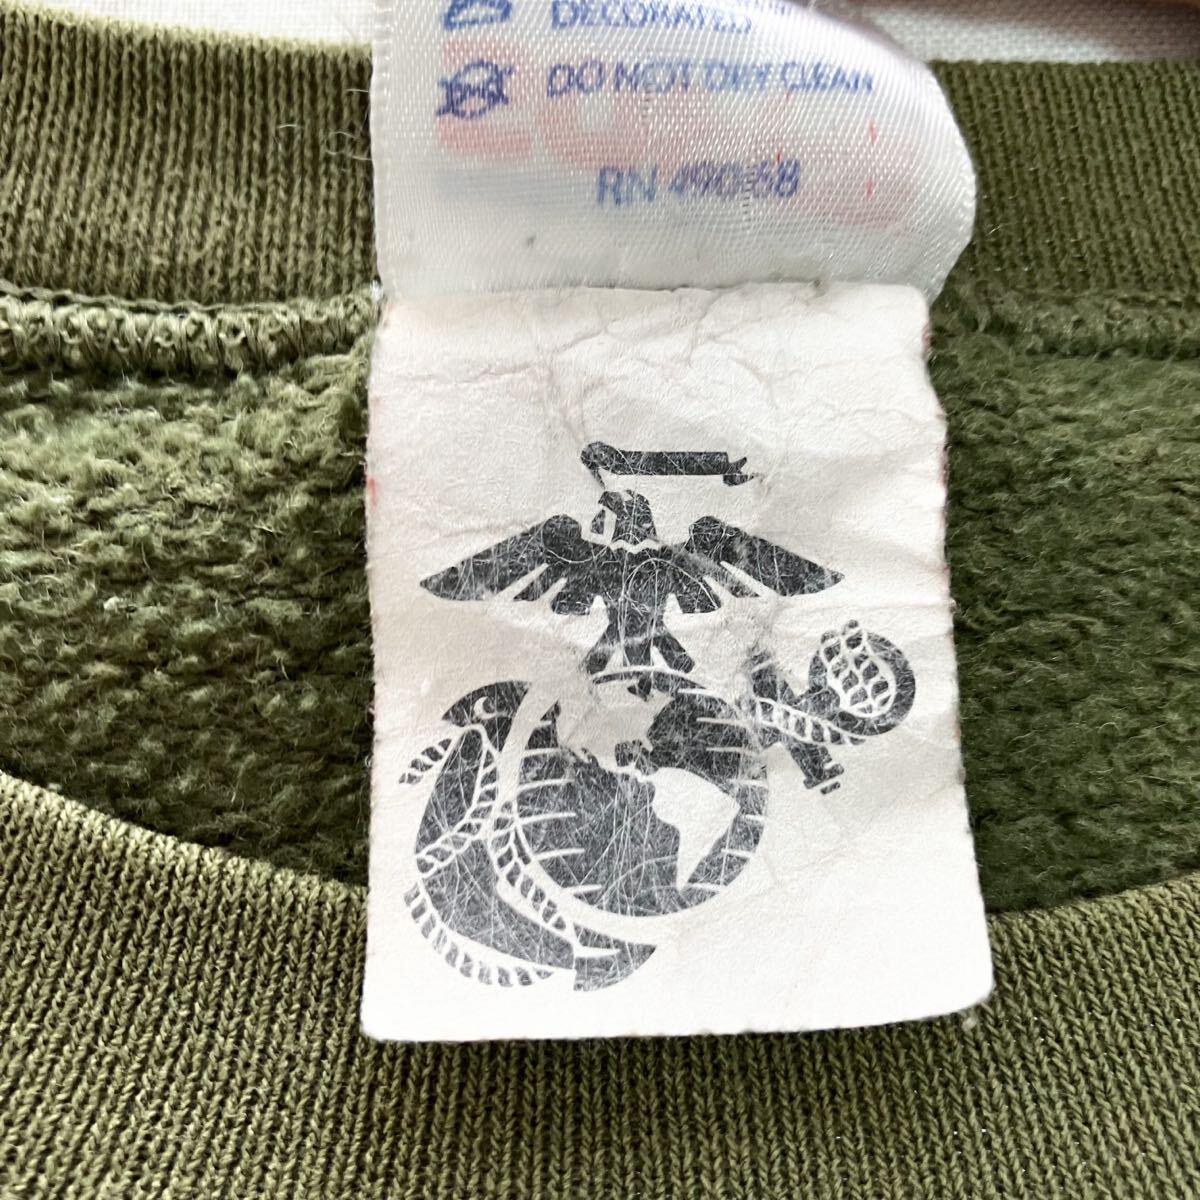 DECORATED
DO NOT DRY CLEAN
RN 49068